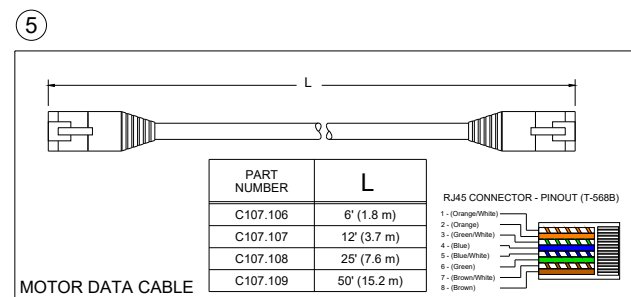 5
L
PART NUMBER L
C107.106 6' (1.8 m)
C107.107 12' (3.7 m)
C107.108 25' (7.6 m)
C107.109 50' (15.2 m)
RJ45 CONNECTOR - PINOUT (T-568B)
1 - (Orange/White)
2 - (Orange)
3 - (Green/White)
4 - (Blue)
5 - (Blue/White)
6 - (Green)
7 - (Brown/White)
8 - (Brown)
MOTOR DATA CABLE